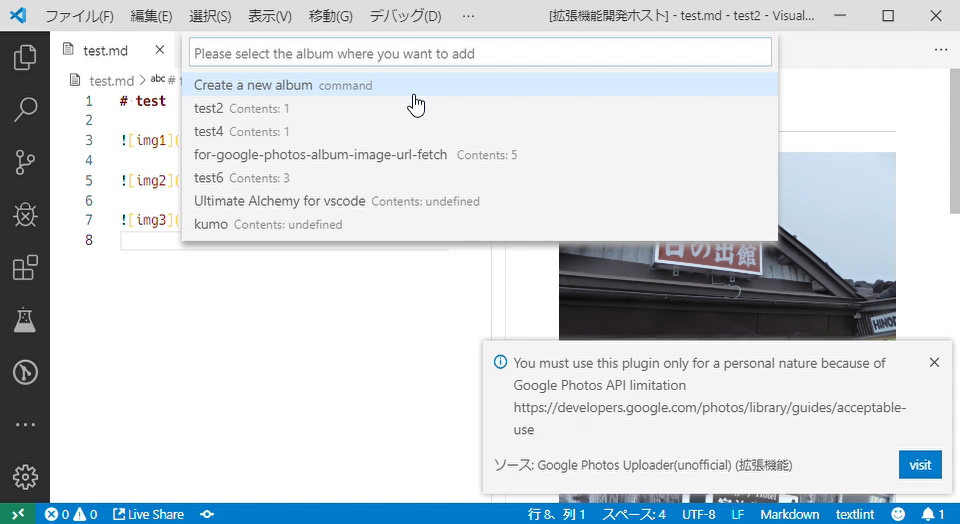 ファイル(F) 編集(E) 選択(S) 表示(V) 移動(G) デバッグ(D) ··· [拡張機能開発ホスト] - test.md - test2 - Visual...
test.md
Please select the album where you want to add
test.md > abc #
Create a new album command
test2 Contents: 1
test4 Contents: 1
for-google-photos-album-image-url-fetch Contents: 5
test6 Contents: 3
Ultimate Alchemy for vscode Contents: undefined
kumo Contents: undefined
1 # test
2
3 ![img1](
4
5 ![img2](
6
7 ![img3](
8
日の出館
HINOD
You must use this plugin only for a personal nature because of
Google Photos API limitation
https://developers.google.com/photos/library/guides/acceptable-
use
ソース: Google Photos Uploader(unofficial) (拡張機能)
visit
0 0 Live Share 行 8、列 1 スペース: 4 UTF-8 LF Markdown textlint 1